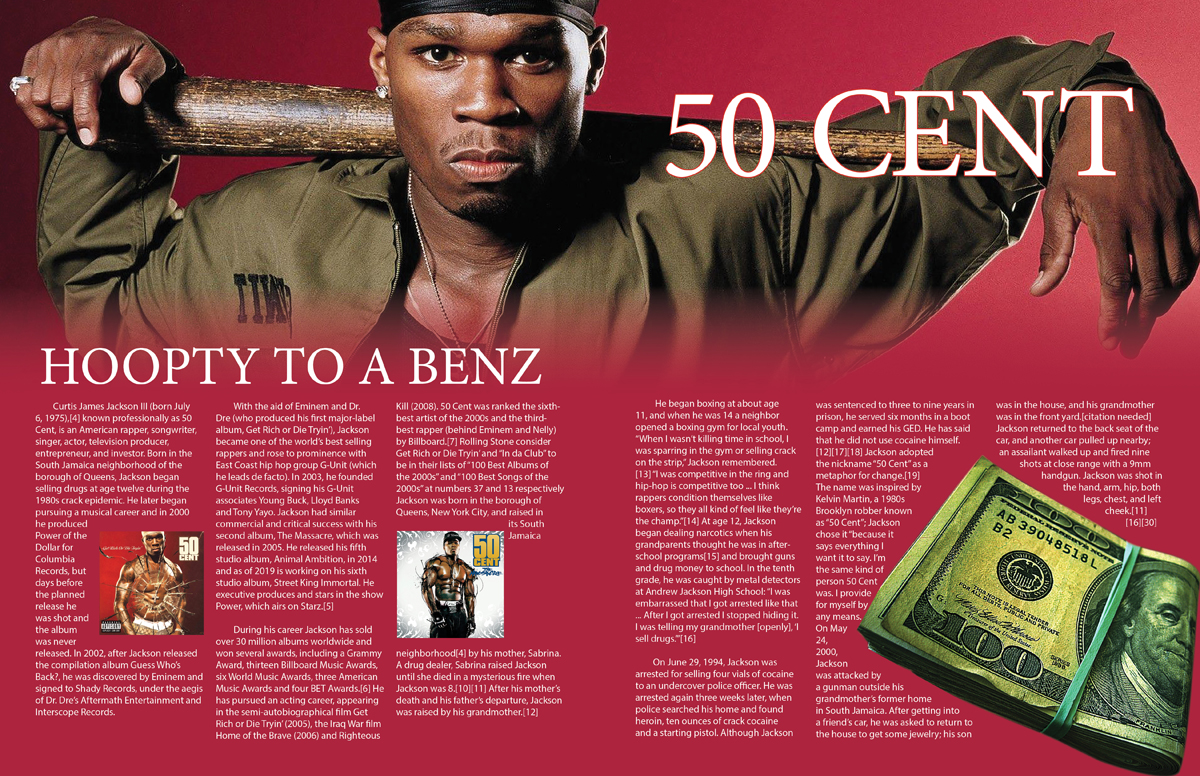 50 CENT
HOOPTY TO A BENZ
Curtis James Jackson III (born July
6, 1975),[4] known professionally as 50
Cent, is an American rapper, songwriter,
singer, actor, television producer,
entrepreneur, and investor. Born in the
South Jamaica neighborhood of the
borough of Queens, Jackson began
selling drugs at age twelve during the
1980s crack epidemic. He later began
pursuing a musical career and in 2000
he produced
Power of the
Dollar for
Columbia
Records, but
days before
the planned
release he
was shot and
the album
was never
released. In 2002, after Jackson released
the compilation album Guess Who's
Back?, he was discovered by Eminem and
signed to Shady Records, under the aegis
of Dr. Dre's Aftermath Entertainment and
Interscope Records.
Get Rich Or Die Tryin'
50
CENT
With the aid of Eminem and Dr.
Dre (who produced his first major-label
album, Get Rich or Die Tryin'), Jackson
became one of the world's best selling
rappers and rose to prominence with
East Coast hip hop group G-Unit (which
he leads de facto). In 2003, he founded
G-Unit Records, signing his G-Unit
associates Young Buck, Lloyd Banks
and Tony Yayo. Jackson had similar
commercial and critical success with his
second album, The Massacre, which was
released in 2005. He released his fifth
studio album, Animal Ambition, in 2014
and as of 2019 is working on his sixth
studio album, Street King Immortal. He
executive produces and stars in the show
Power, which airs on Starz.[5]
During his career Jackson has sold
over 30 million albums worldwide and
won several awards, including a Grammy
Award, thirteen Billboard Music Awards,
six World Music Awards, three American
Music Awards and four BET Awards.[6] He
has pursued an acting career, appearing
in the semi-autobiographical film Get
Rich or Die Tryin' (2005), the Iraq War film
Home of the Brave (2006) and Righteous
Kill (2008). 50 Cent was ranked the sixth-
best artist of the 2000s and the third-
best rapper (behind Eminem and Nelly)
by Billboard.[7] Rolling Stone consider
Get Rich or Die Tryin' and "In da Club" to
be in their lists of "100 Best Albums of
the 2000s" and "100 Best Songs of the
2000s" at numbers 37 and 13 respectively
Jackson was born in the borough of
Queens, New York City, and raised in
its South
Jamaica
50
CENT
neighborhood[4] by his mother, Sabrina.
A drug dealer, Sabrina raised Jackson
until she died in a mysterious fire when
Jackson was 8.[10][11] After his mother's
death and his father's departure, Jackson
was raised by his grandmother.[12]
He began boxing at about age
11, and when he was 14 a neighbor
opened a boxing gym for local youth.
"When I wasn't killing time in school, I
was sparring in the gym or selling crack
on the strip," Jackson remembered.
[13] "I was competitive in the ring and
hip-hop is competitive too ... I think
rappers condition themselves like
boxers, so they all kind of feel like they're
the champ."[14] At age 12, Jackson
began dealing narcotics when his
grandparents thought he was in after-
school programs[15] and brought guns
and drug money to school. In the tenth
grade, he was caught by metal detectors
at Andrew Jackson High School: "I was
embarrassed that I got arrested like that
... After I got arrested I stopped hiding it.
I was telling my grandmother [openly], 'I
sell drugs.'"[16]
On June 29, 1994, Jackson was
arrested for selling four vials of cocaine
to an undercover police officer. He was
arrested again three weeks later, when
police searched his home and found
heroin, ten ounces of crack cocaine
and a starting pistol. Although Jackson
was sentenced to three to nine years in
prison, he served six months in a boot
camp and earned his GED. He has said
that he did not use cocaine himself.
[12][17][18] Jackson adopted
the nickname "50 Cent" as a
metaphor for change.[19]
The name was inspired by
Kelvin Martin, a 1980s
Brooklyn robber known
as "50 Cent"; Jackson
chose it "because it
says everything I
want it to say. I'm
the same kind of
person 50 Cent
was. I provide
for myself by
any means.
On May
24,
2000,
Jackson
was attacked by
a gunman outside his
grandmother's former home
in South Jamaica. After getting into
a friend's car, he was asked to return to
the house to get some jewelry; his son
was in the house, and his grandmother
was in the front yard.[citation needed]
Jackson returned to the back seat of the
car, and another car pulled up nearby;
an assailant walked up and fired nine
shots at close range with a 9mm
handgun. Jackson was shot in
the hand, arm, hip, both
legs, chest, and left
cheek.[11]
[16][30]
AB 39048518 L
B2
100